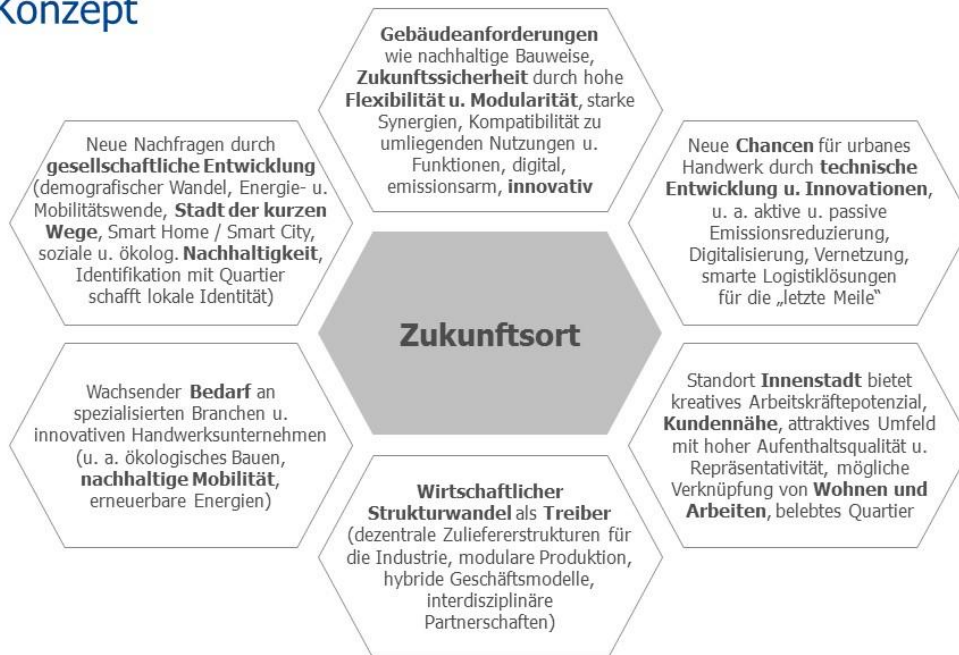 Konzept
Gebäudeanforderungen
wie nachhaltige Bauweise,
Zukunftssicherheit durch hohe
Flexibilität u. Modularität, starke
Synergien, Kompatibilität zu
umliegenden Nutzungen u.
Funktionen, digital,
emissionsarm, innovativ
Neue Nachfragen durch
gesellschaftliche Entwicklung
(demografischer Wandel, Energie- u.
Mobilitätswende, Stadt der kurzen
Wege, Smart Home / Smart City,
soziale u. ökolog. Nachhaltigkeit,
Identifikation mit Quartier
schafft lokale Identität)
Neue Chancen für urbanes
Handwerk durch technische
Entwicklung u. Innovationen,
u. a. aktive u. passive
Emissionsreduzierung,
Digitalisierung, Vernetzung,
smarte Logistiklösungen
für die „letzte Meile“
Zukunftsort
Wachsender Bedarf an
spezialisierten Branchen u.
innovativen Handwerksunternehmen
(u. a. ökologisches Bauen,
nachhaltige Mobilität,
erneuerbare Energien)
Standort Innenstadt bietet
kreatives Arbeitskräftepotenzial,
Kundennähe, attraktives Umfeld
mit hoher Aufenthaltsqualität u.
Repräsentativität, mögliche
Verknüpfung von Wohnen und
Arbeiten, belebtes Quartier
Wirtschaftlicher
Strukturwandel als Treiber
(dezentrale Zuliefererstrukturen für
die Industrie, modulare Produktion,
hybride Geschäftsmodelle,
interdisziplinäre
Partnerschaften)